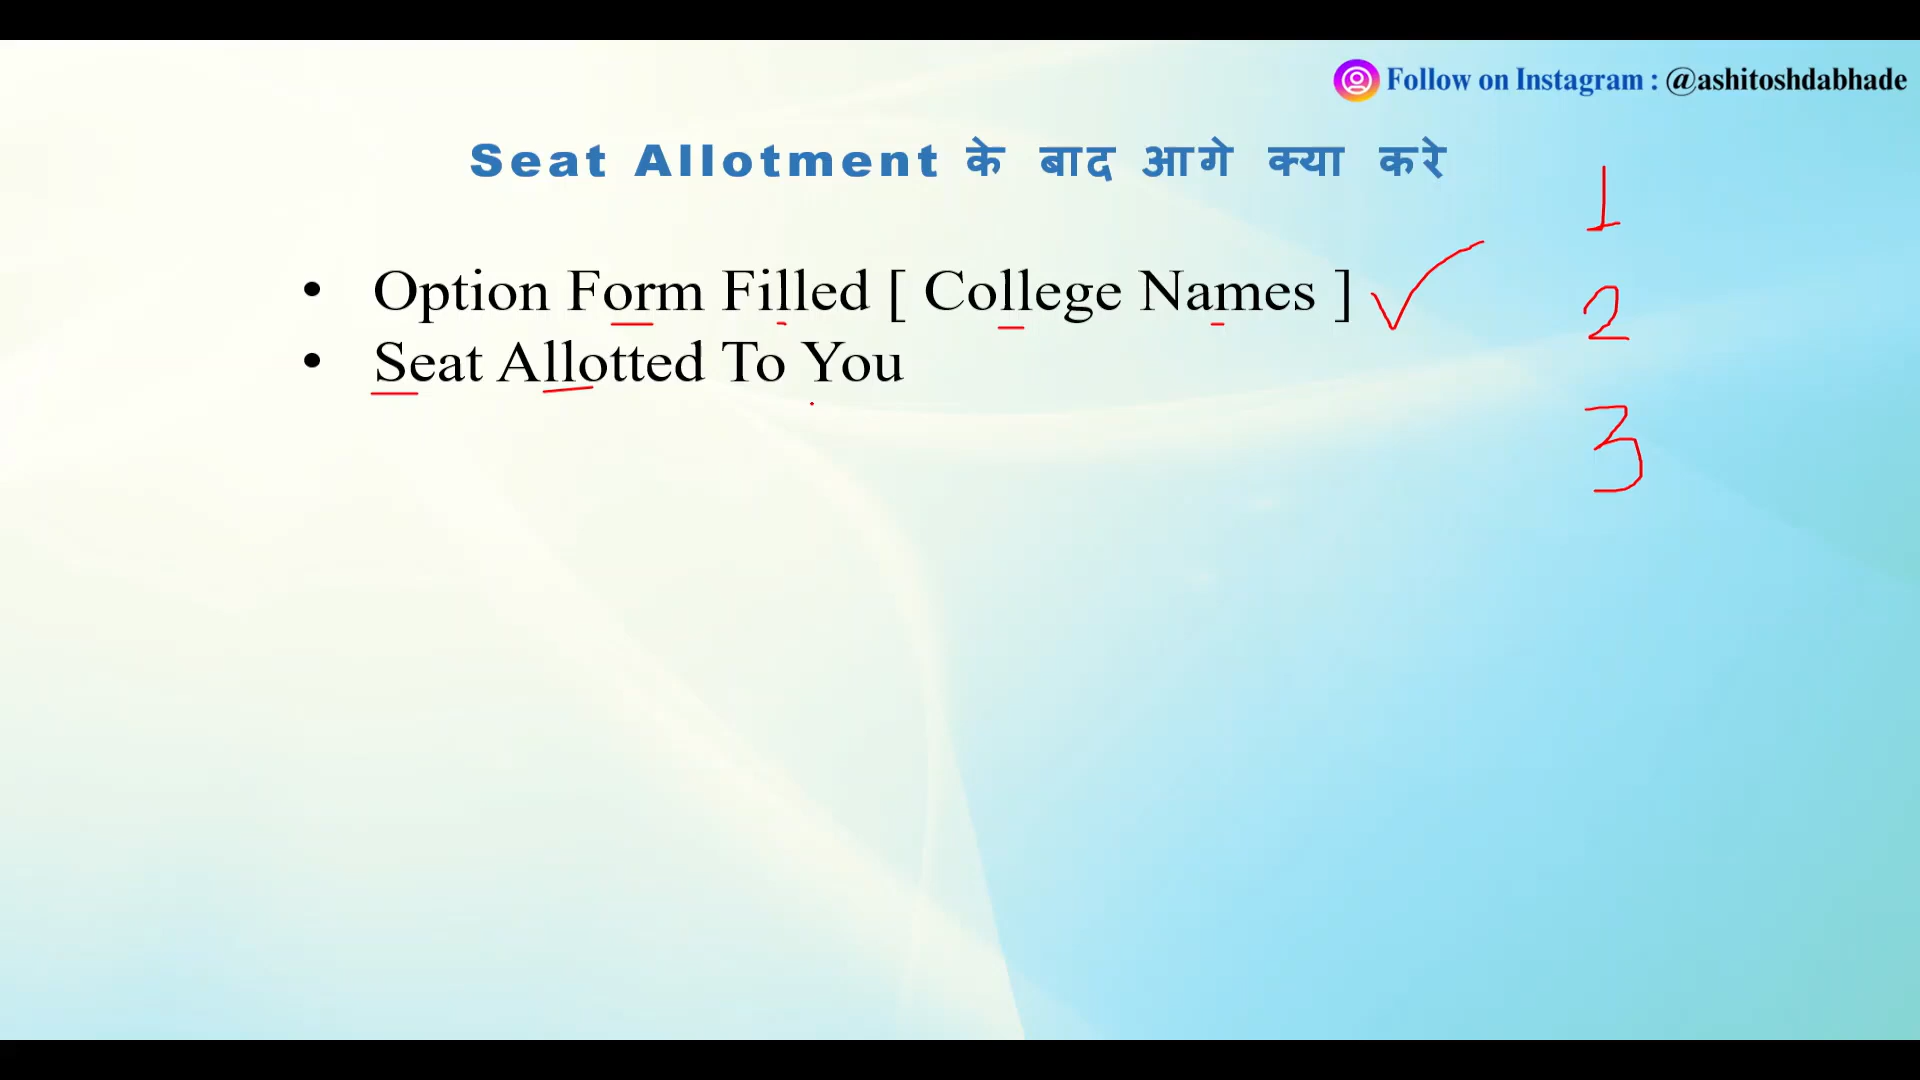 Follow on Instagram : @ashitoshdabhade
Seat Allotment के बाद आगे क्या करे
• Option Form Filled [ College Names ]
• Seat Allotted To You
1
2
3